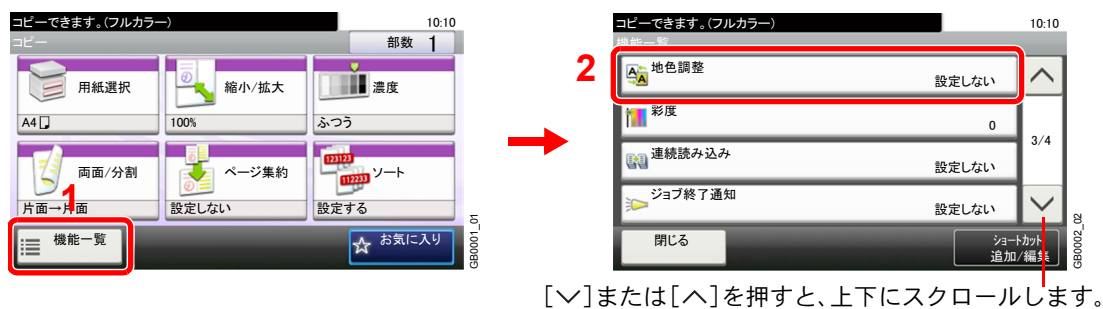 コピーできます。(フルカラー)
10:10
コピー
部数 1
用紙選択
縮小/拡大
濃度
A4
100%
ふつう
両面/分割
ページ集約
123123
112233
ソート
片面→片面
設定しない
設定する
1
機能一覧
お気に入り
GB0001_01
コピーできます。(フルカラー)
10:10
機能一覧
2
地色調整
設定しない
彩度
0
3/4
連続読み込み
設定しない
ジョブ終了通知
設定しない
閉じる
ショートカット
追加/編集
GB0002_02
[﹀]または[︿]を押すと、上下にスクロールします。